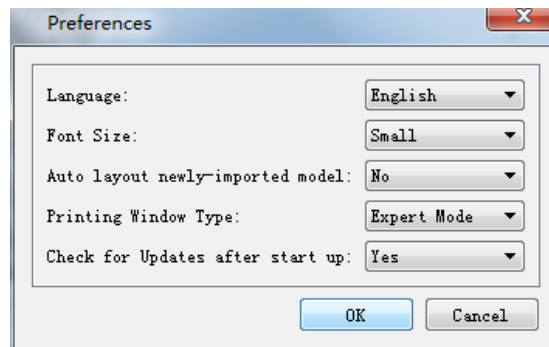 Preferences
Language: English
Font Size: Small
Auto layout newly-imported model: No
Printing Window Type: Expert Mode
Check for Updates after start up: Yes
OK Cancel